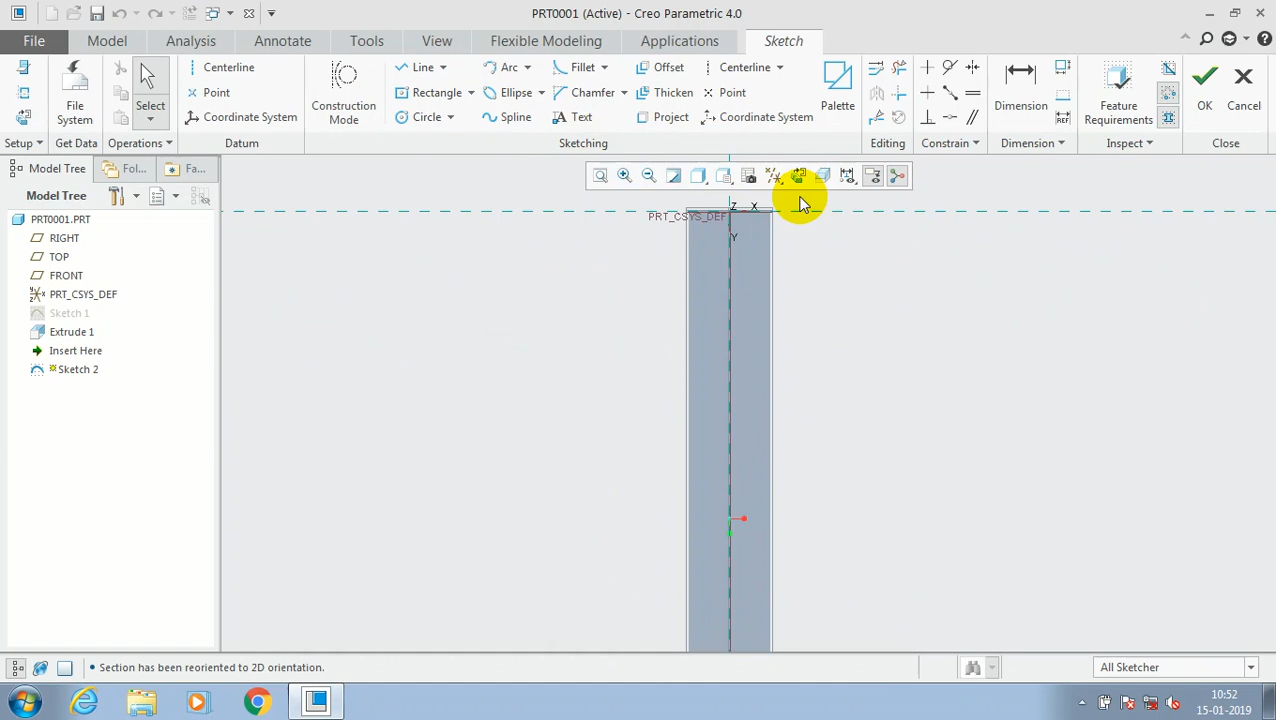 PRT0001 (Active) - Creo Parametric 4.0
File Model Analysis Annotate Tools View Flexible Modeling Applications Sketch
Centerline Line Arc Fillet Offset Centerline
File System Select Point Construction Mode Rectangle Ellipse Chamfer Thicken Point Palette Dimension REF Feature Requirements OK Cancel
Coordinate System Circle Spline Text Project Coordinate System
Setup Get Data Operations Datum Sketching Editing Constrain Dimension Inspect Close
Model Tree Fol... Fa...
Model Tree
PRT0001.PRT
RIGHT
TOP
FRONT
PRT_CSYS_DEF
Sketch 1
Extrude 1
Insert Here
Sketch 2
Z X
PRT_CSYS_DEF
Y
• Section has been reoriented to 2D orientation.
All Sketcher
10:52
15-01-2019